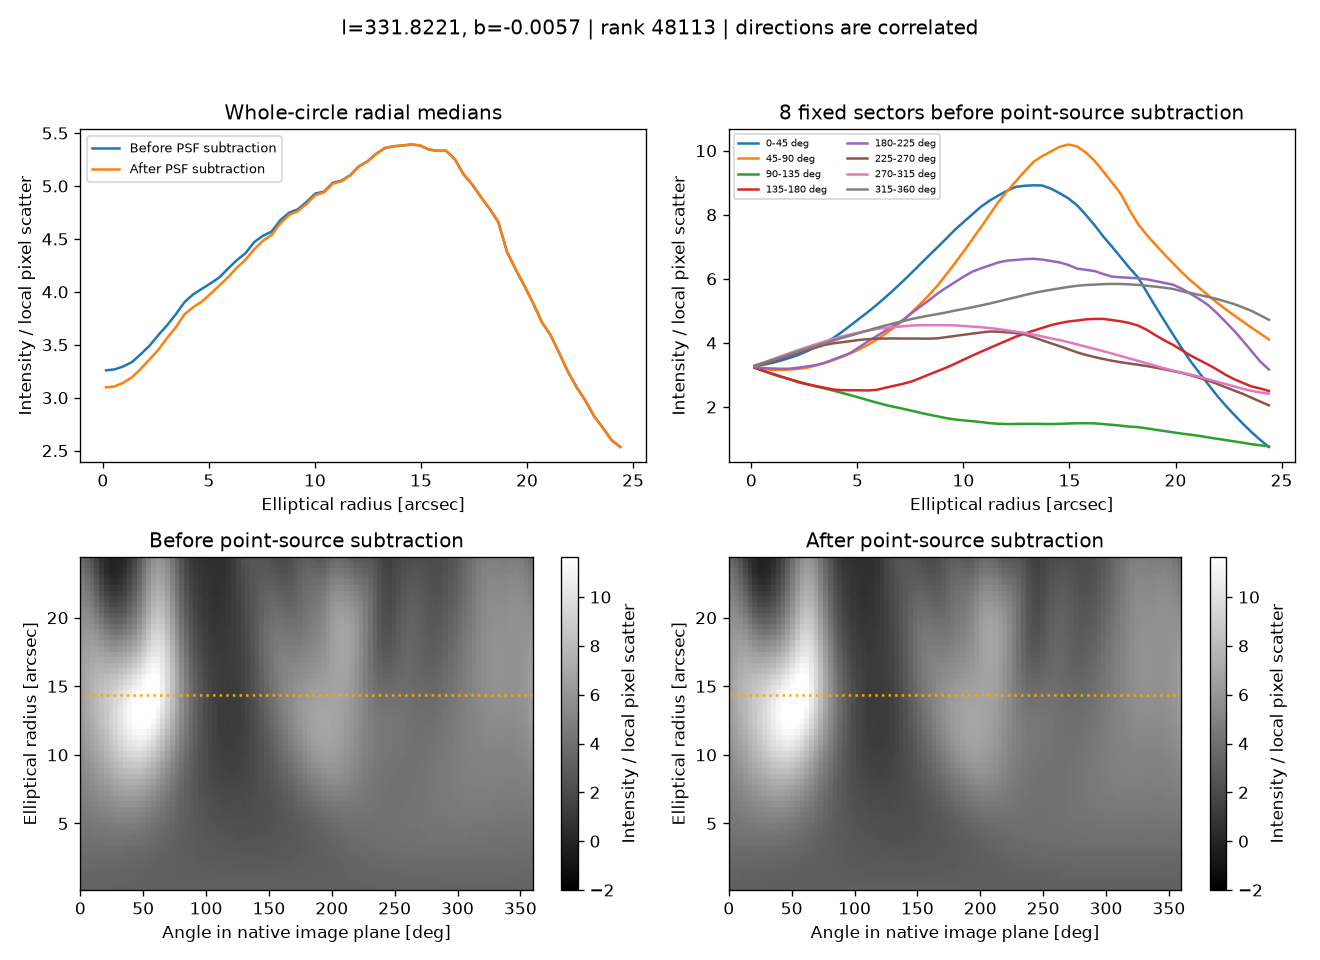 l=331.8221, b=-0.0057 | rank 48113 | directions are correlated
Whole-circle radial medians
Before PSF subtraction
After PSF subtraction
5.5
5.0
4.5
4.0
3.5
3.0
2.5
Intensity / local pixel scatter
0 5 10 15 20 25
Elliptical radius [arcsec]
8 fixed sectors before point-source subtraction
0-45 deg
45-90 deg
90-135 deg
135-180 deg
180-225 deg
225-270 deg
270-315 deg
315-360 deg
10
8
6
4
2
Intensity / local pixel scatter
0 5 10 15 20 25
Elliptical radius [arcsec]
Before point-source subtraction
20
15
10
5
Elliptical radius [arcsec]
0 50 100 150 200 250 300 350
Angle in native image plane [deg]
10
8
6
4
2
0
−2
Intensity / local pixel scatter
After point-source subtraction
20
15
10
5
Elliptical radius [arcsec]
0 50 100 150 200 250 300 350
Angle in native image plane [deg]
10
8
6
4
2
0
−2
Intensity / local pixel scatter